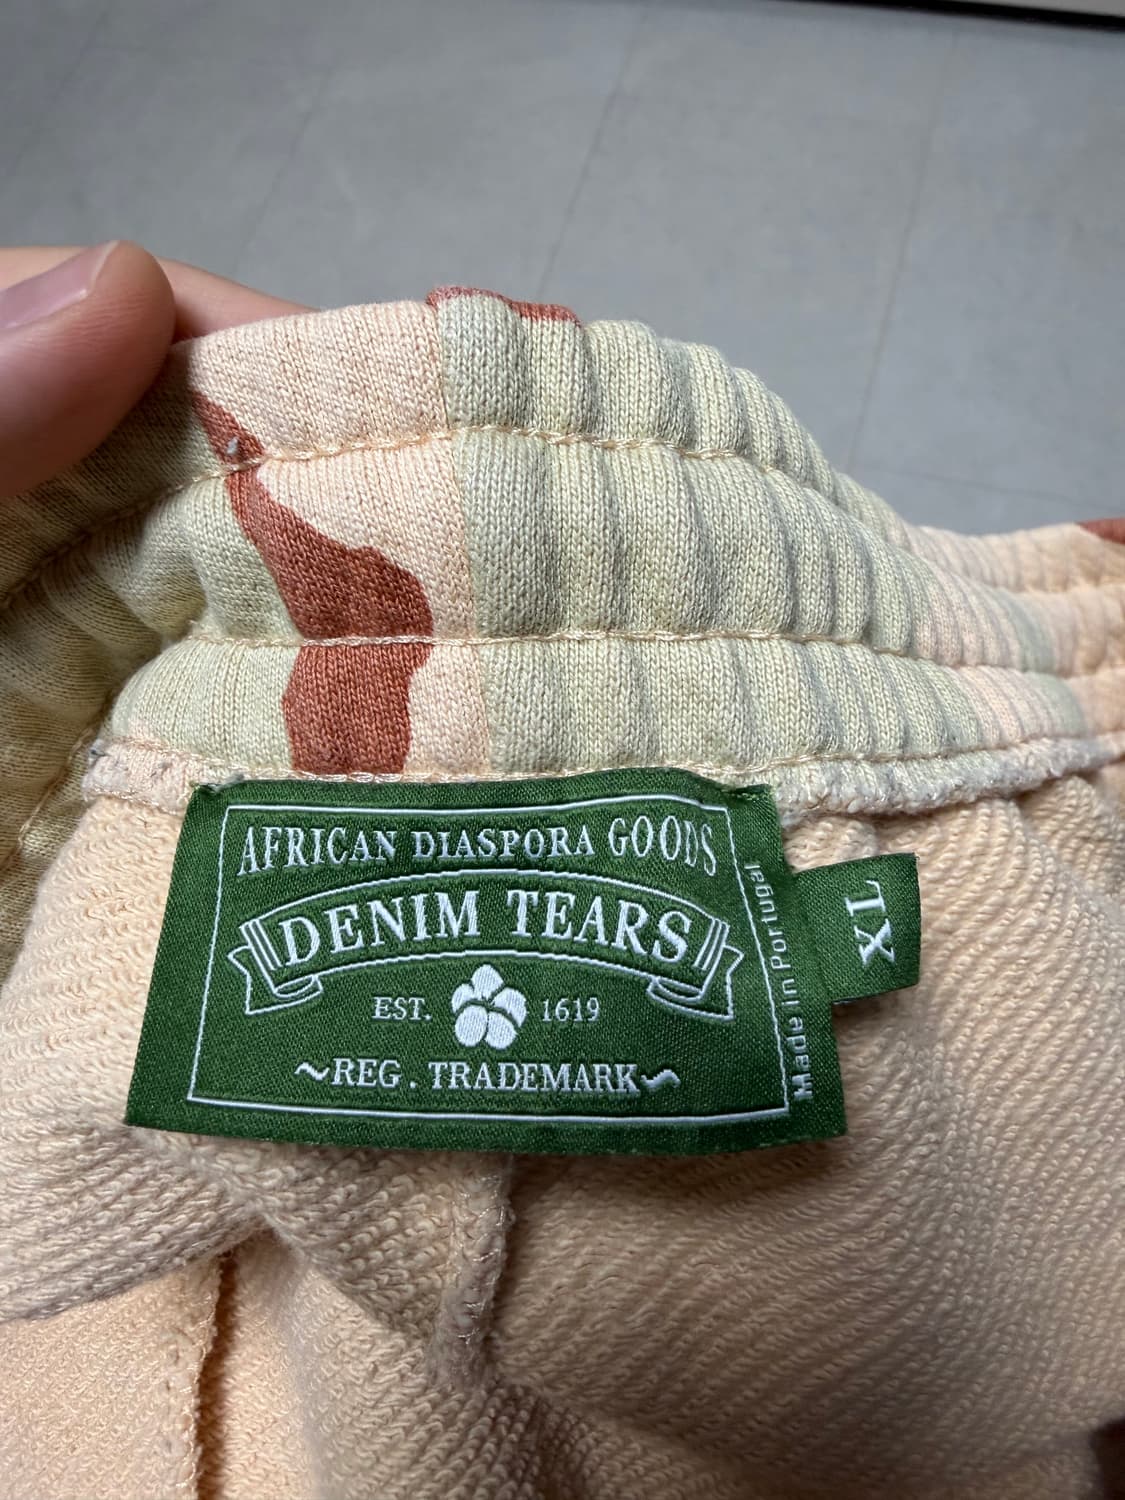 AFRICAN DIASPORA GOODS
DENIM TEARS
EST. 1619
~REG. TRADEMARK~
Made in Portugal
XL